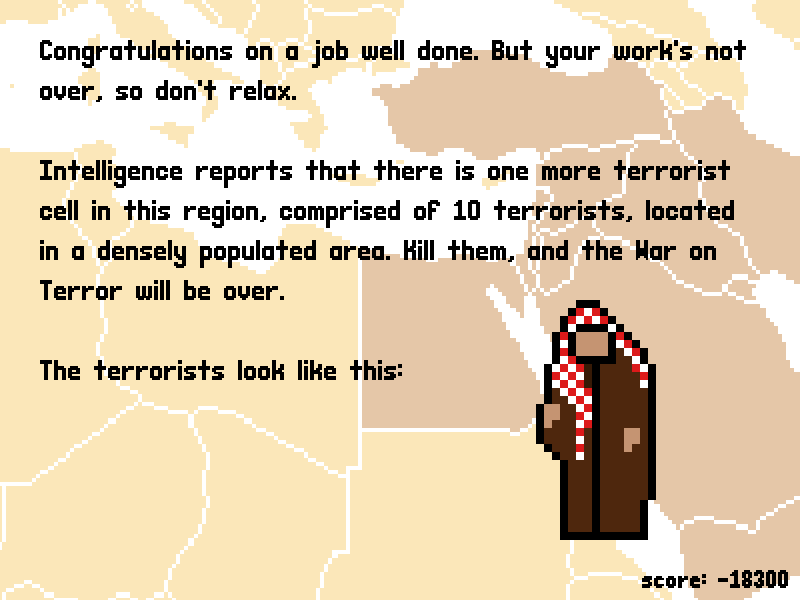 Congratulations on a job well done. But your work's not
over, so don't relax.
Intelligence reports that there is one more terrorist
cell in this region, comprised of 10 terrorists, located
in a densely populated area. Kill them, and the War on
Terror will be over.
The terrorists look like this:
score: -18300